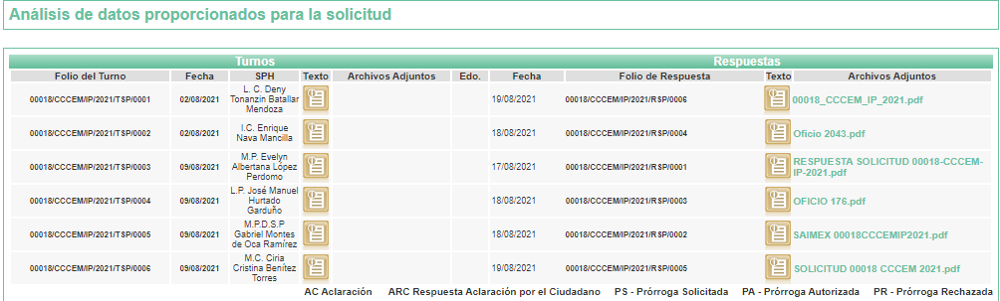 Análisis de datos proporcionados para la solicitud
Turnos Respuestas
Folio del Turno Fecha SPH Texto Archivos Adjuntos Edo. Fecha Folio de Respuesta Texto Archivos Adjuntos
00018/CCCEM/IP/2021/TSP/0001 02/08/2021 L. C. Deny Tonanzin Batallar Mendoza 19/08/2021 00018/CCCEM/IP/2021/RSP/0006 00018_CCCEM_IP_2021.pdf
00018/CCCEM/IP/2021/TSP/0002 02/08/2021 I.C. Enrique Nava Mancilla 18/08/2021 00018/CCCEM/IP/2021/RSP/0004 Oficio 2043.pdf
00018/CCCEM/IP/2021/TSP/0003 09/08/2021 M.P. Evelyn Albertana López Perdomo 17/08/2021 00018/CCCEM/IP/2021/RSP/0001 RESPUESTA SOLICITUD 00018-CCCEM-IP-2021.pdf
00018/CCCEM/IP/2021/TSP/0004 09/08/2021 L.P. José Manuel Hurtado Garduño 18/08/2021 00018/CCCEM/IP/2021/RSP/0003 OFICIO 176.pdf
00018/CCCEM/IP/2021/TSP/0005 09/08/2021 M.P.D.S.P Gabriel Montes de Oca Ramírez 18/08/2021 00018/CCCEM/IP/2021/RSP/0002 SAIMEX 00018CCCEMIP2021.pdf
00018/CCCEM/IP/2021/TSP/0006 09/08/2021 M.C. Ciria Cristina Benítez Torres 19/08/2021 00018/CCCEM/IP/2021/RSP/0005 SOLICITUD 00018 CCCEM 2021.pdf
AC Aclaración ARC Respuesta Aclaración por el Ciudadano PS - Prórroga Solicitada PA - Prórroga Autorizada PR - Prórroga Rechazada